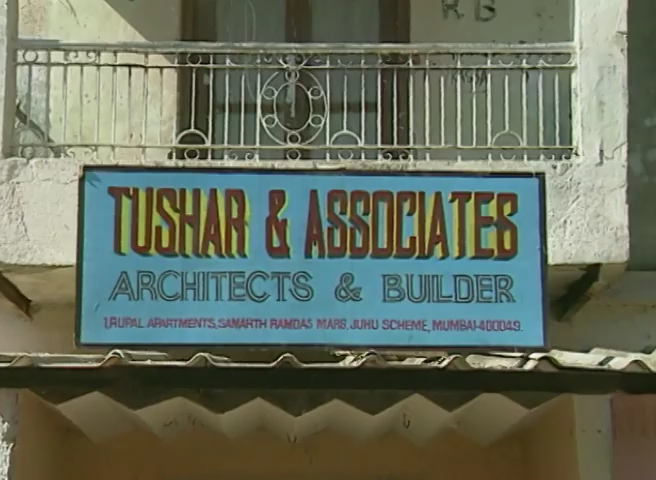 R B
TUSHAR & ASSOCIATES
ARCHITECTS & BUILDER
1,RUPAL APARTMENTS, SAMARTH RAMDAS MARG, JUHU SCHEME, MUMBAI-400049.